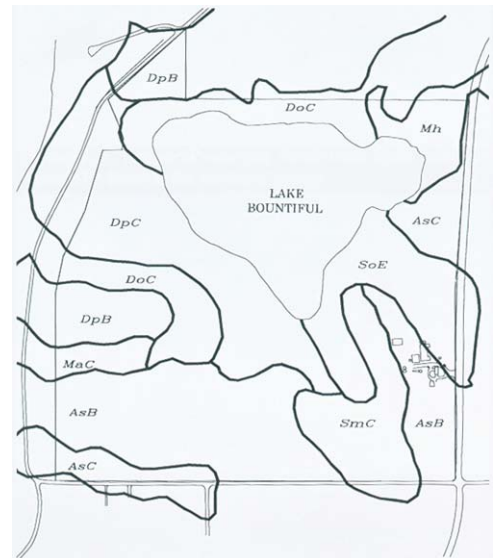 DpB
DoC
Mh
LAKE
BOUNTIFUL
DpC
AsC
SoE
DoC
DpB
MaC
AsB
SmC
AsB
AsC